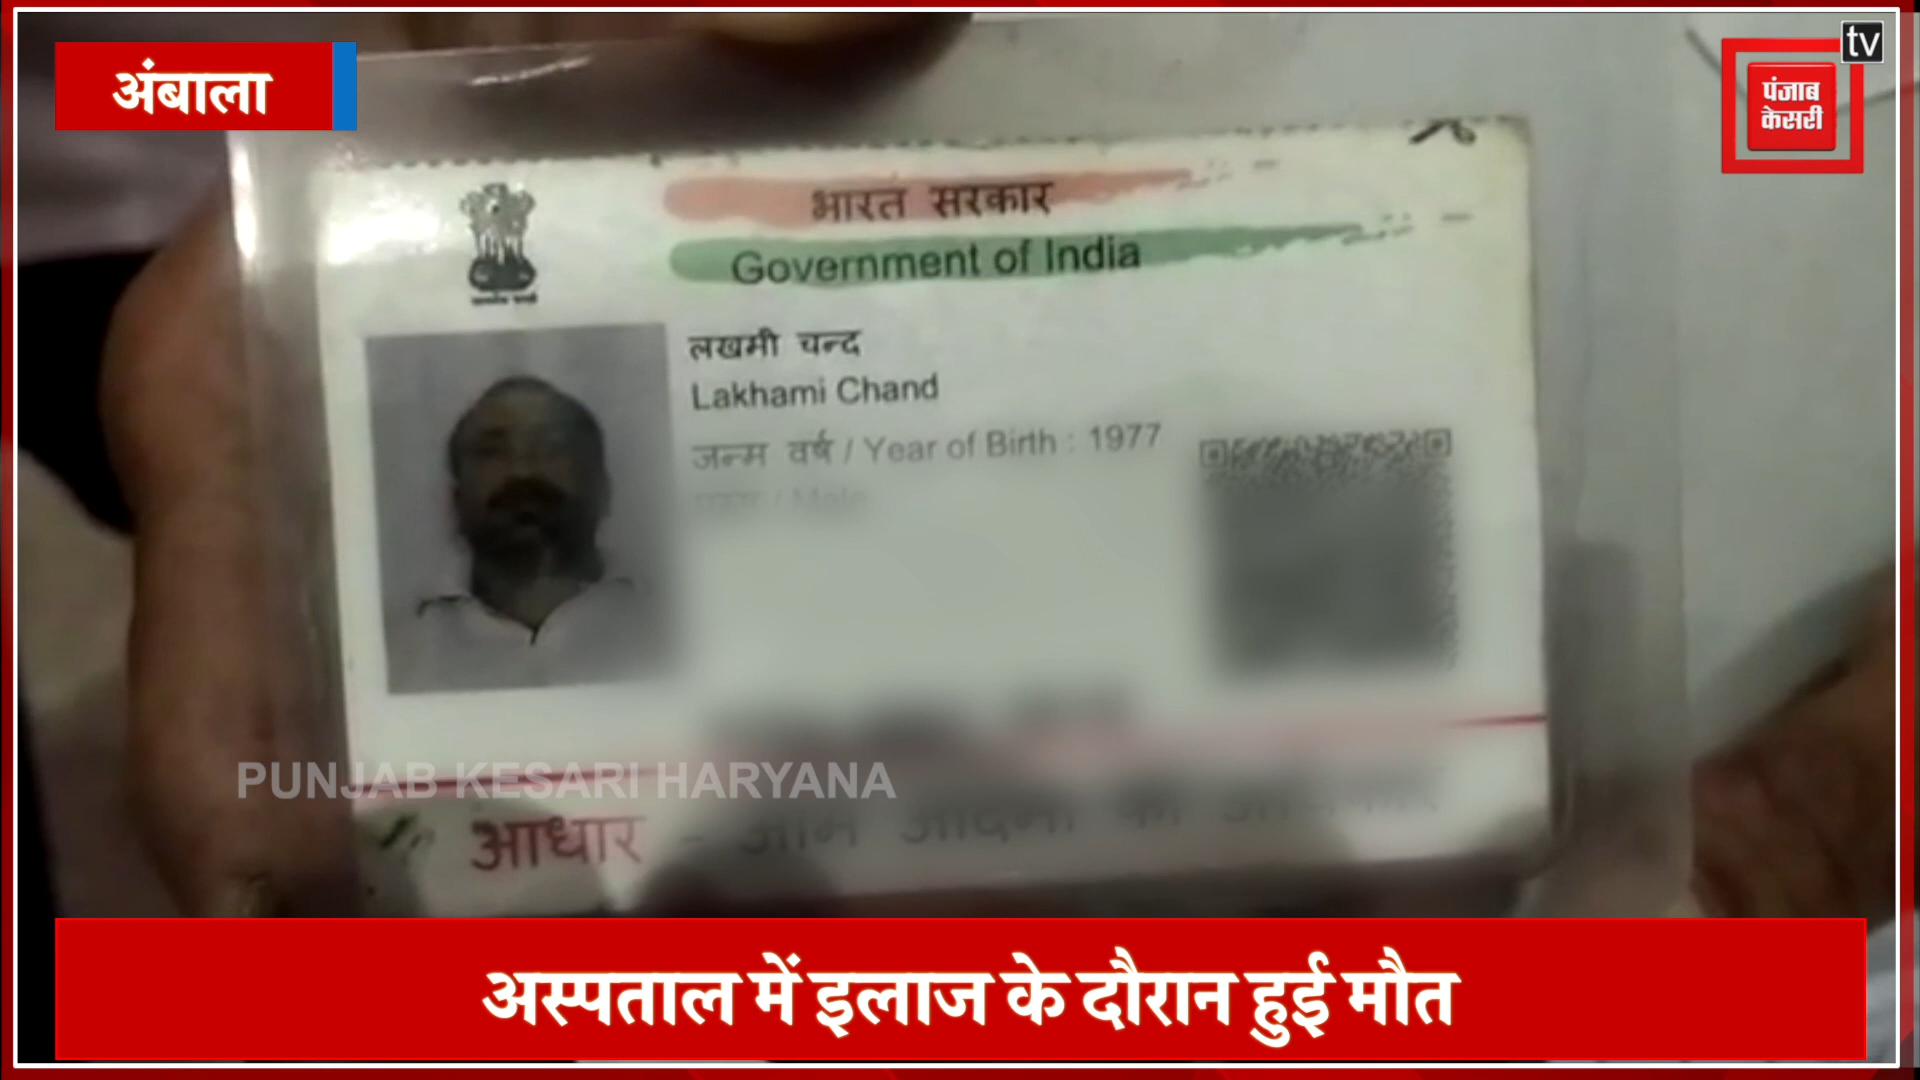 अंबाला
tv
पंजाब
केसरी
भारत सरकार
Government of India
लखमी चन्द
Lakhami Chand
जन्म वर्ष / Year of Birth : 1977
/ Male
PUNJAB KESARI HARYANA
आधार -
अस्पताल में इलाज के दौरान हुई मौत